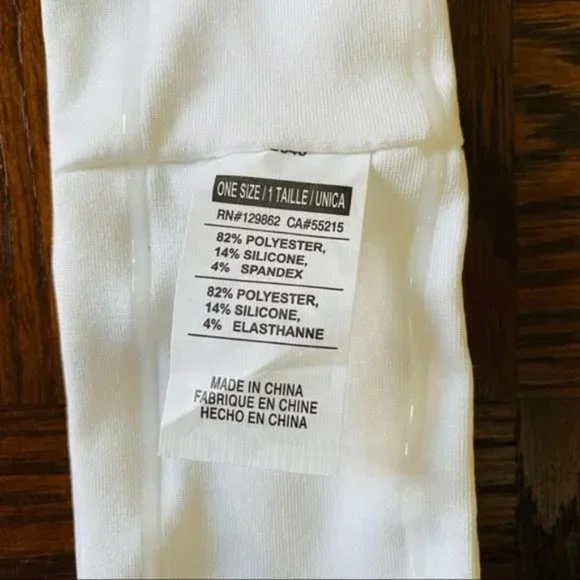 ONE SIZE / 1 TAILLE / UNICA
RN#129862 CA#55215
82% POLYESTER,
14% SILICONE,
4% SPANDEX
82% POLYESTER,
14% SILICONE,
4% ELASTHANNE
MADE IN CHINA
FABRIQUE EN CHINE
HECHO EN CHINA